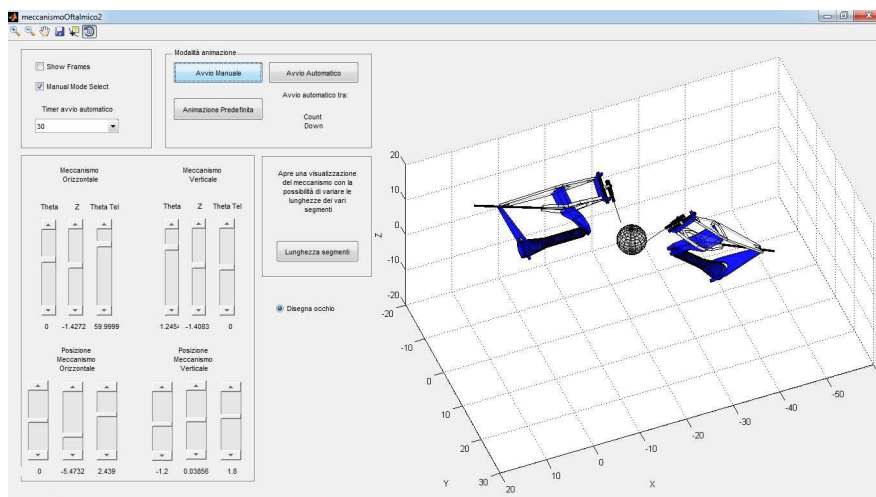 meccanismoOftalmico2
Show Frames
Manual Mode Select
Timer avvio automatico
30
Modalità animazione
Avvio Manuale
Avvio Automatico
Animazione Predefinita
Avvio automatico tra:
Count
Down
Meccanismo
Orizzontale
Meccanismo
Verticale
Theta Z Theta Tel
Theta Z Theta Tel
0 -1.4272 59.9999
-1.4083 0
Posizione
Meccanismo
Orizzontale
Posizione
Meccanismo
Verticale
0 -5.4732 2.439
-1.2 0.03856 1.8
Apre una visualizzazione
del meccanismo con la
possibilità di variare le
lunghezze dei vari
segmenti
Lunghezza segmenti
Disegna occhio
20
10
0
-10
-20
Z
-20
-10
0
10
20
30
Y
20
10
0
-10
-20
-30
-40
-50
X